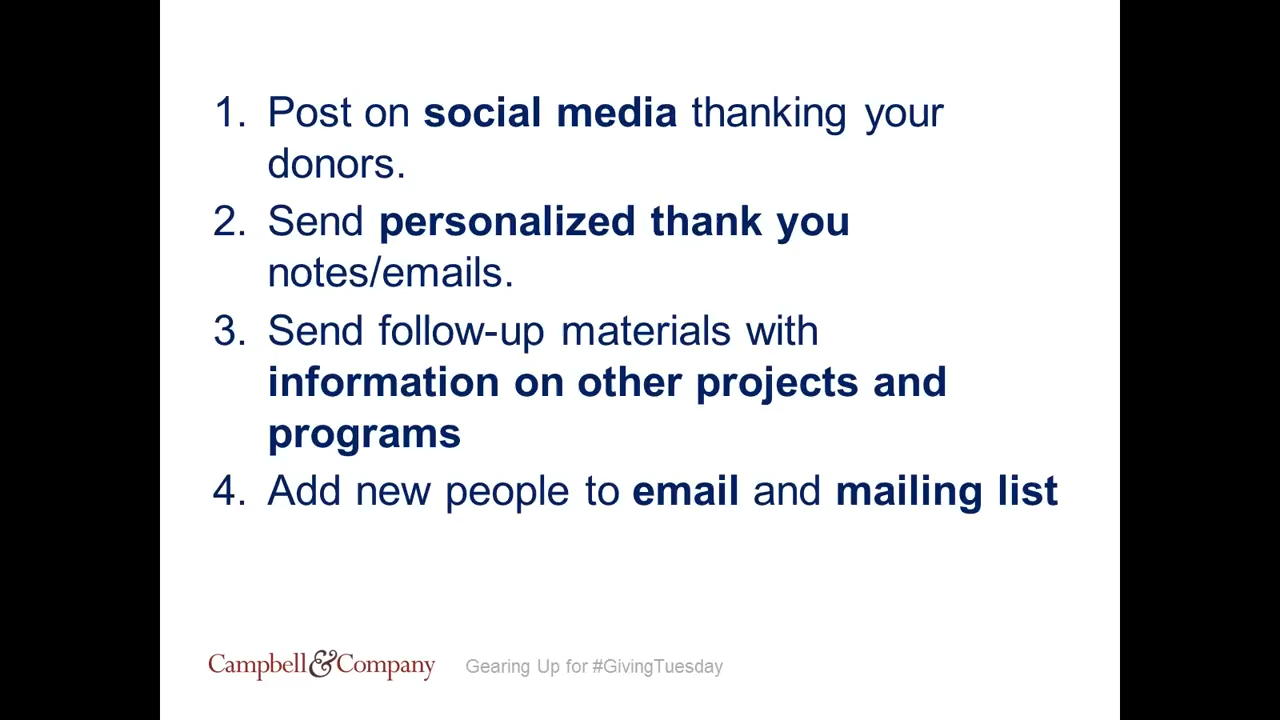 1. Post on social media thanking your
donors.
2. Send personalized thank you
notes/emails.
3. Send follow-up materials with
information on other projects and
programs
4. Add new people to email and mailing list
Campbell&Company Gearing Up for #GivingTuesday